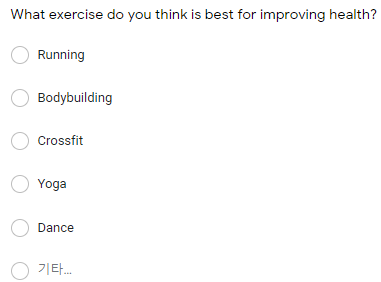 What exercise do you think is best for improving health?
Running
Bodybuilding
Crossfit
Yoga
Dance
기타...